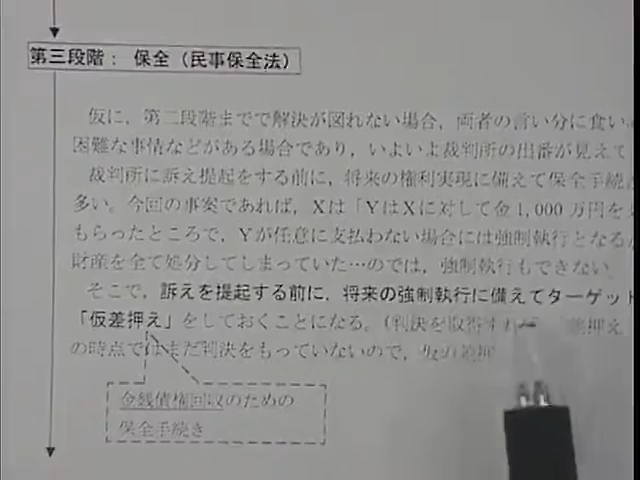 第三段階： 保全（民事保全法）
仮に，第二段階までで解決が図れない場合，両者の言い分に食い
困難な事情などがある場合であり，いよいよ裁判所の出番が見えて
裁判所に訴え提起をする前に，将来の権利実現に備えて保全手続
多い。今回の事案であれば，Xは「YはXに対して金1,000万円を
もらったところで，Yが任意に支払わない場合には強制執行となる
財産を全て処分してしまっていた…のでは，強制執行もできない
そこで，訴えを提起する前に，将来の強制執行に備えてターゲット
「仮差押え」をしておくことになる。（判決を取得すれば 差押え
の時点ではまだ判決をもっていないので，
金銭債権回収のための
保全手続き